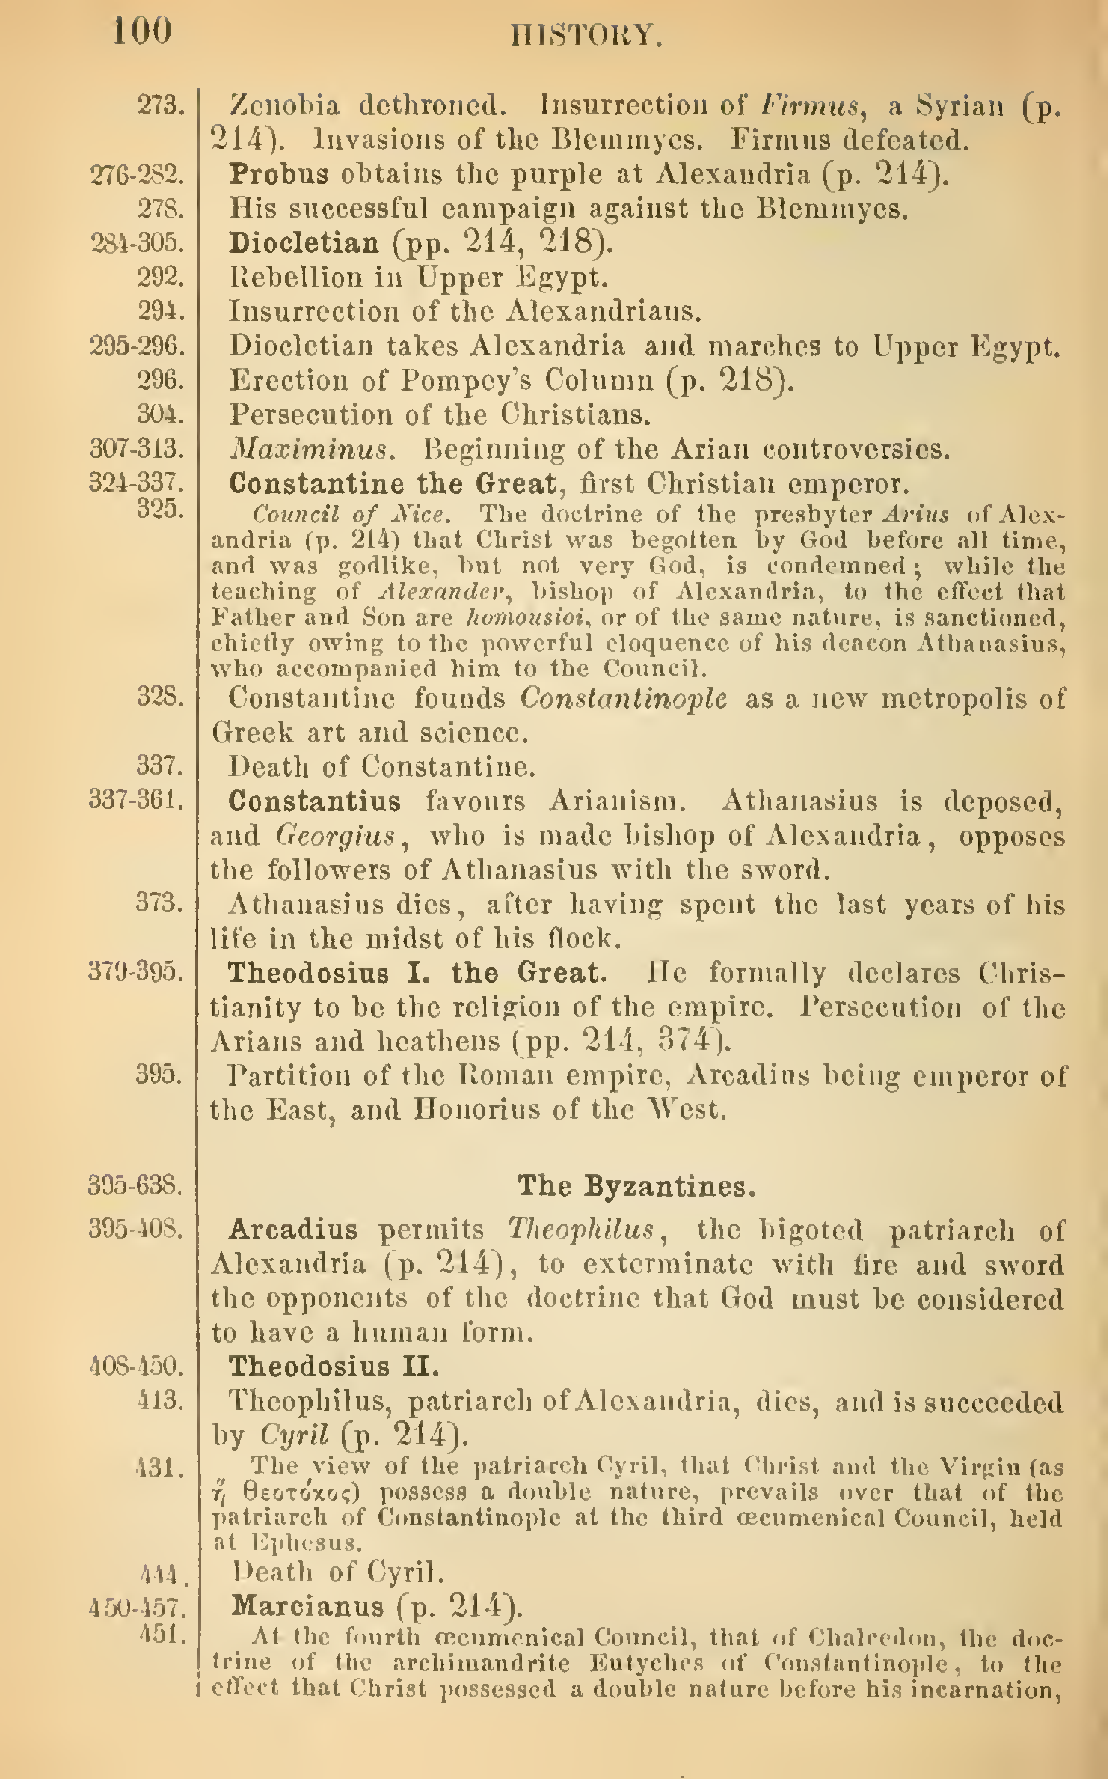 100 HISTORY.
273. Zenobia dethroned. Insurrection of Firmus, a Syrian (p.
214). Invasions of the Blemmyes. Firmus defeated.
276-282. Probus obtains the purple at Alexandria (p. 214).
278. His successful campaign against the Blemmyes.
284-305. Diocletian (pp. 214, 218).
292. Rebellion in Upper Egypt.
294. Insurrection of the Alexandrians.
295-296. Diocletian takes Alexandria and marches to Upper Egypt.
296. Erection of Pompey's Column (p. 218).
304. Persecution of the Christians.
307-313. Maximinus. Beginning of the Arian controversies.
324-337. Constantine the Great, first Christian emperor.
325. Council of Nice. The doctrine of the presbyter Arius of Alex-
andria (p. 214) that Christ was begotten by God before all time,
and was godlike, but not very God, is condemned; while the
teaching of Alexander, bishop of Alexandria, to the effect that
Father and Son are homousioi, or of the same nature, is sanctioned,
chiefly owing to the powerful eloquence of his deacon Athanasius,
who accompanied him to the Council.
328. Constantine founds Constantinople as a new metropolis of
Greek art and science.
337. Death of Constantine.
337-361. Constantius favours Arianism. Athanasius is deposed,
and Georgius, who is made bishop of Alexandria, opposes
the followers of Athanasius with the sword.
373. Athanasius dies, after having spent the last years of his
life in the midst of his flock.
379-395. Theodosius I. the Great. He formally declares Chris-
tianity to be the religion of the empire. Persecution of the
Arians and heathens (pp. 214, 374).
395. Partition of the Roman empire, Arcadius being emperor of
the East, and Honorius of the West.
395-638. The Byzantines.
395-408. Arcadius permits Theophilus, the bigoted patriarch of
Alexandria (p. 214), to exterminate with fire and sword
the opponents of the doctrine that God must be considered
to have a human form.
408-450. Theodosius II.
413. Theophilus, patriarch of Alexandria, dies, and is succeeded
by Cyril (p. 214).
431. The view of the patriarch Cyril, that Christ and the Virgin (as
ἡ θεοτόκος) possess a double nature, prevails over that of the
patriarch of Constantinople at the third œcumenical Council, held
at Ephesus.
444. Death of Cyril.
450-457. Marcianus (p. 214).
451. At the fourth œcumenical Council, that of Chalcedon, the doc-
trine of the archimandrite Eutyches of Constantinople, to the
effect that Christ possessed a double nature before his incarnation,